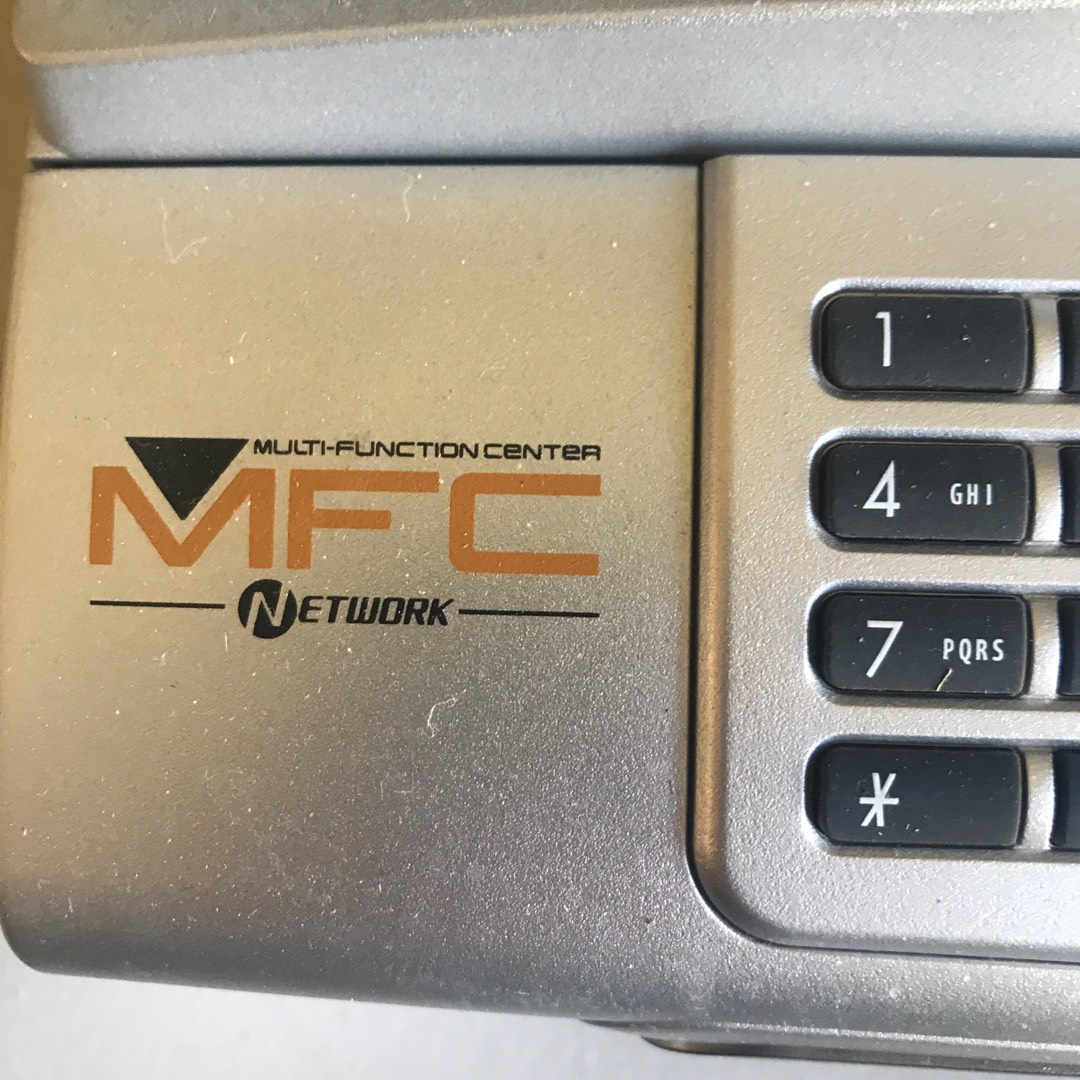 MULTI-FUNCTION CENTER
MFC
NETWORK
1
4 GHI
7 PQRS
*